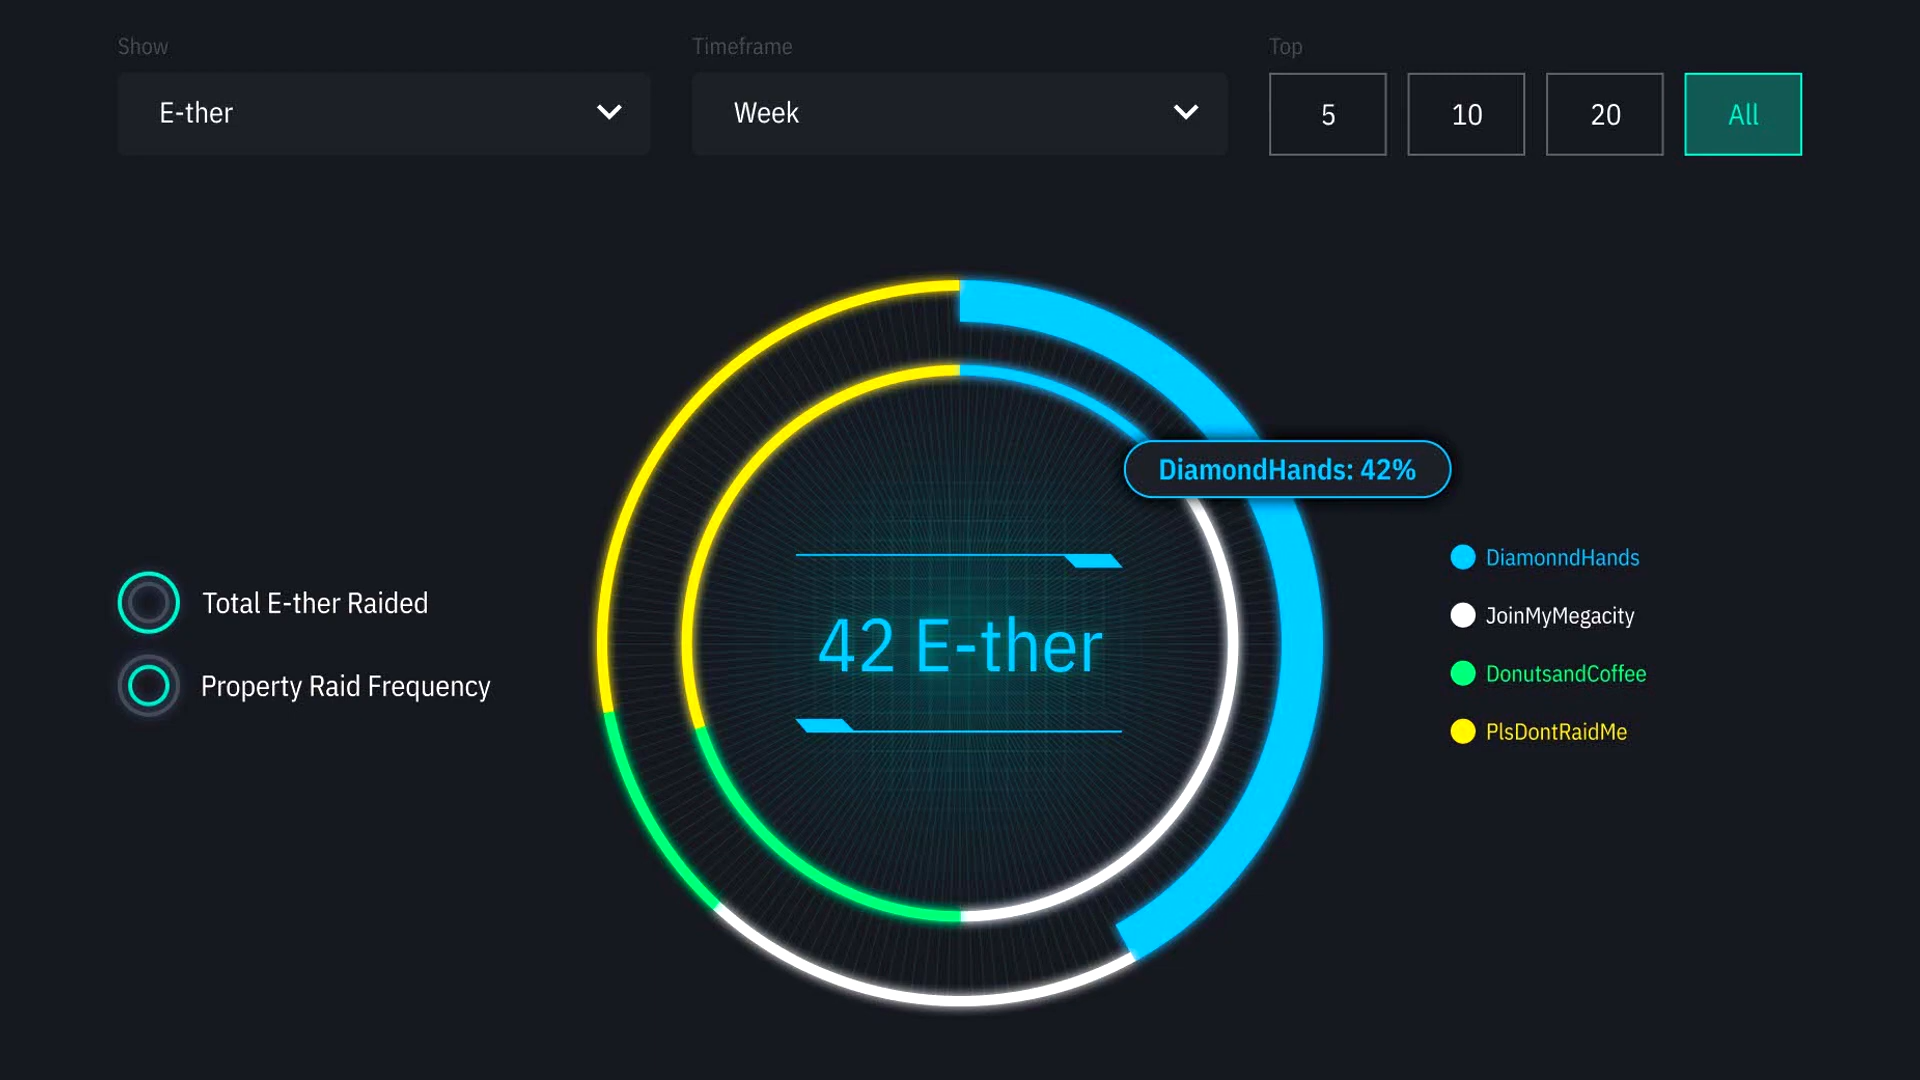 Show
Timeframe
Top
E-ther
Week
5
10
20
All
DiamondHands: 42%
42 E-ther
Total E-ther Raided
Property Raid Frequency
DiamonndHands
JoinMyMegacity
DonutsandCoffee
PlsDontRaidMe